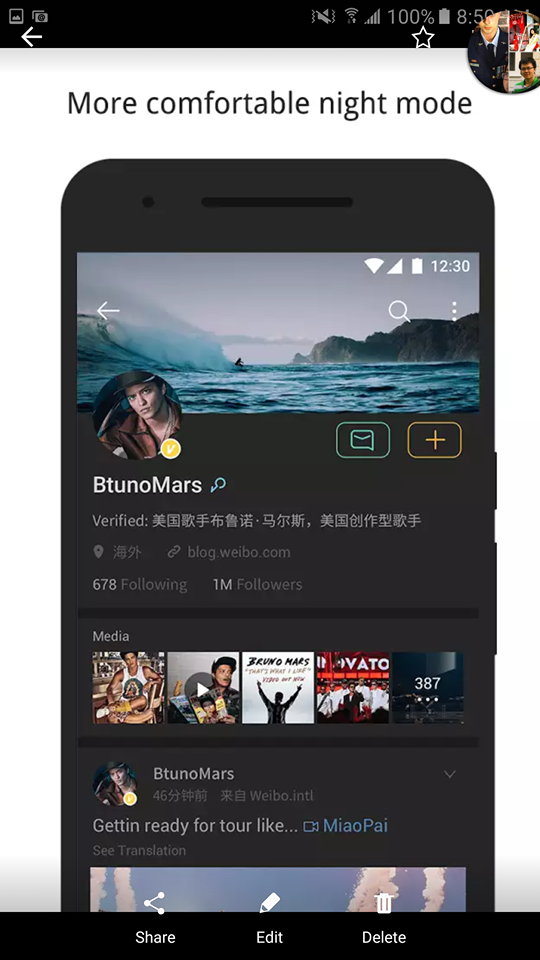 100% 8:50
More comfortable night mode
12:30
BtunoMars
Verified: 美国歌手布鲁诺·马尔斯，美国创作型歌手
海外 blog.weibo.com
678 Following 1M Followers
Media
BRUNO MARS
"THAT'S WHAT I LIKE"
VIDEO OUT NOW
NOVATO
387
BtunoMars
46分钟前 来自 Weibo.intl
Gettin ready for tour like... MiaoPai
See Translation
Share Edit Delete